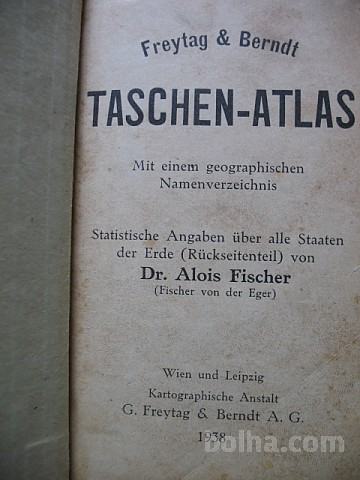 Freytag & Berndt
TASCHEN-ATLAS
Mit einem geographischen
Namenverzeichnis
Statistische Angaben über alle Staaten
der Erde (Rückseitenteil) von
Dr. Alois Fischer
(Fischer von der Eger)
Wien und Leipzig
Kartographische Anstalt
G. Freytag & Berndt A. G.
1938
bolha.com